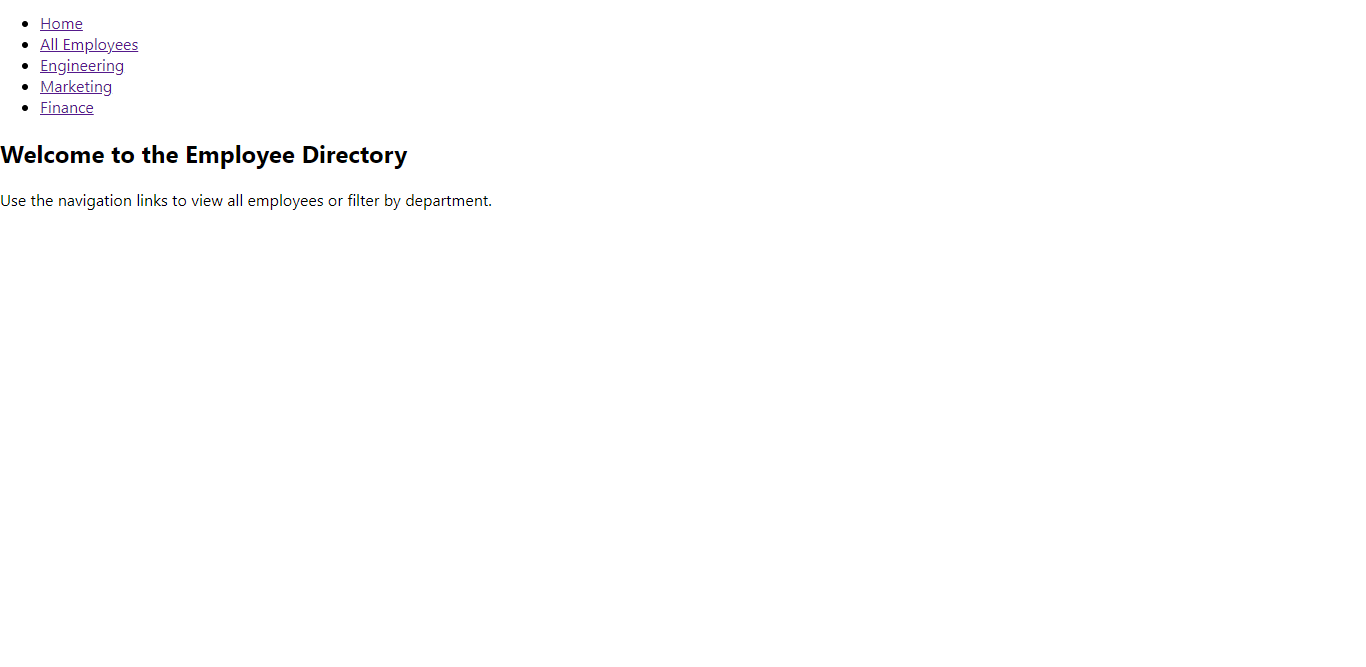 Home
All Employees
Engineering
Marketing
Finance
Welcome to the Employee Directory
Use the navigation links to view all employees or filter by department.